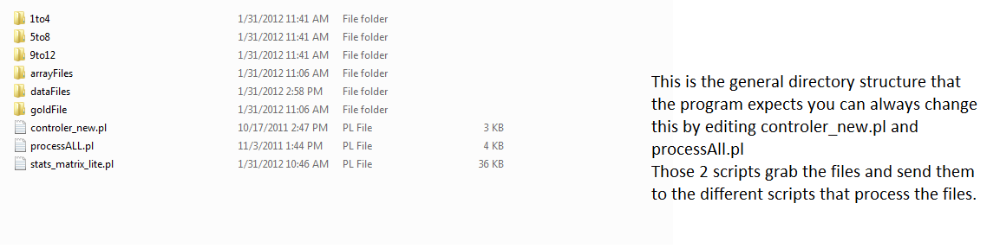 1to4 1/31/2012 11:41 AM File folder
5to8 1/31/2012 11:41 AM File folder
9to12 1/31/2012 11:41 AM File folder
arrayFiles 1/31/2012 11:06 AM File folder
dataFiles 1/31/2012 2:58 PM File folder
goldFile 1/31/2012 11:06 AM File folder
controler_new.pl 10/17/2011 2:47 PM PL File 3 KB
processALL.pl 11/3/2011 1:44 PM PL File 4 KB
stats_matrix_lite.pl 1/31/2012 10:46 AM PL File 36 KB
This is the general directory structure that
the program expects you can always change
this by editing controler_new.pl and
processAll.pl
Those 2 scripts grab the files and send them
to the different scripts that process the files.